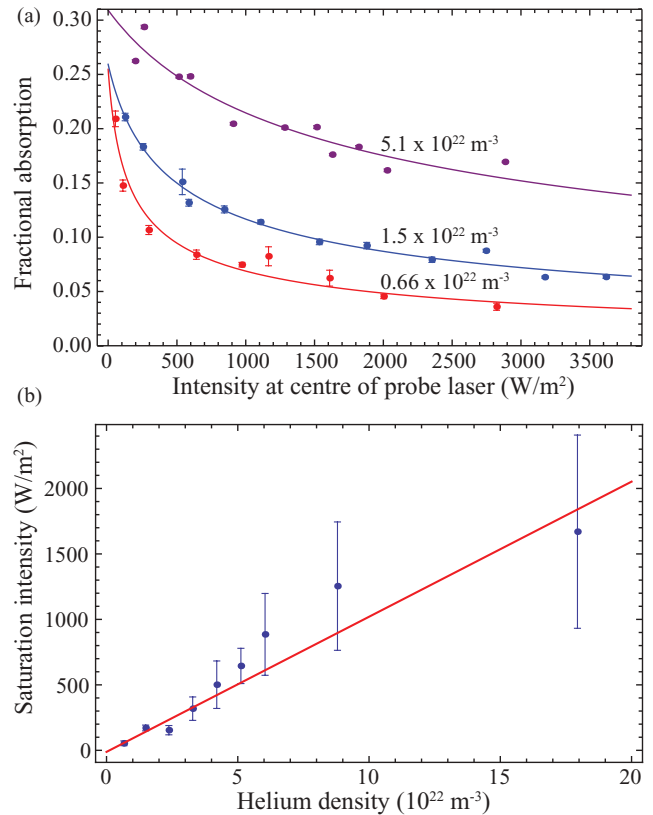 (a)
0.30
0.25
0.20
0.15
0.10
0.05
0.00
Fractional absorption
5.1 x 10²² m⁻³
1.5 x 10²² m⁻³
0.66 x 10²² m⁻³
0 500 1000 1500 2000 2500 3000 3500
Intensity at centre of probe laser (W/m²)
(b)
2000
1500
1000
500
0
Saturation intensity (W/m²)
0 5 10 15 20
Helium density (10²² m⁻³)